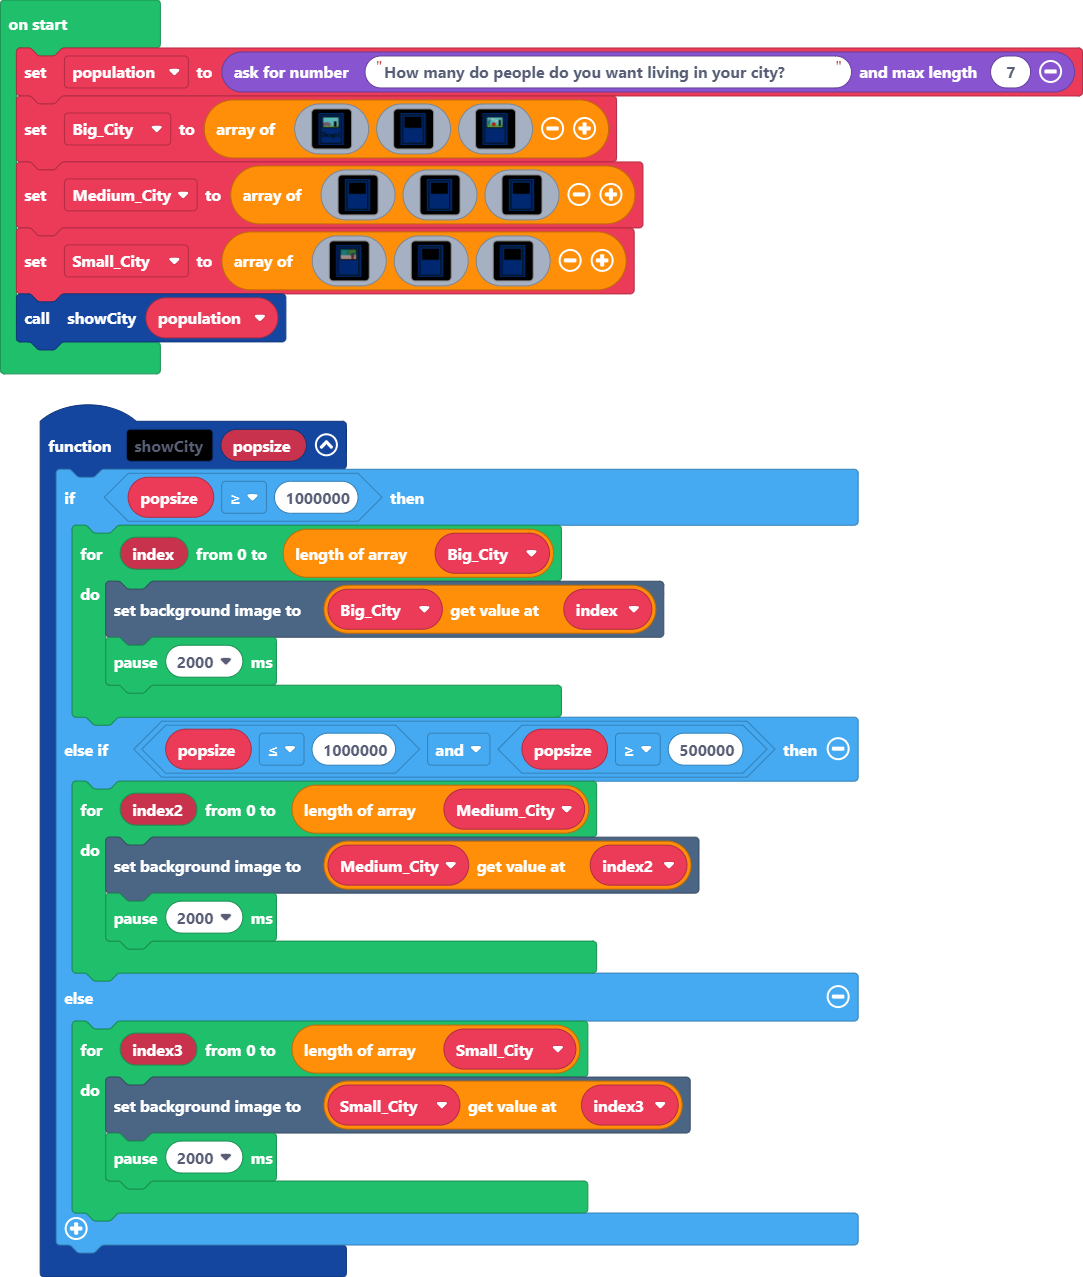 on start
set population to ask for number "How many do people do you want living in your city?" and max length 7
set Big_City to array of
set Medium_City to array of
set Small_City to array of
call showCity population
function showCity popsize
if popsize ≥ 1000000 then
for index from 0 to length of array Big_City
do
set background image to Big_City get value at index
pause 2000 ms
else if popsize ≤ 1000000 and popsize ≥ 500000 then
for index2 from 0 to length of array Medium_City
do
set background image to Medium_City get value at index2
pause 2000 ms
else
for index3 from 0 to length of array Small_City
do
set background image to Small_City get value at index3
pause 2000 ms